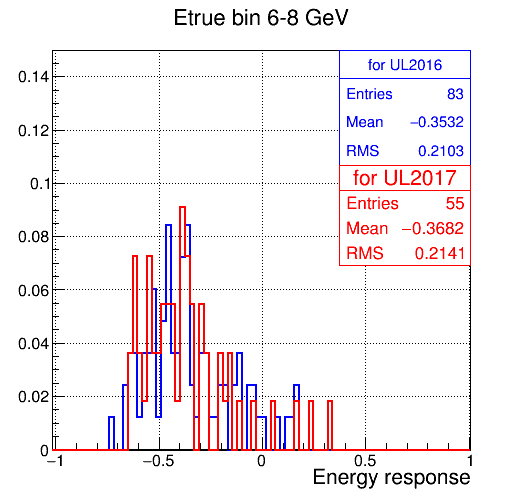 Etrue bin 6-8 GeV
for UL2016
Entries 83
Mean −0.3532
RMS 0.2103
for UL2017
Entries 55
Mean −0.3682
RMS 0.2141
0.14
0.12
0.1
0.08
0.06
0.04
0.02
0
−1 −0.5 0 0.5 1
Energy response